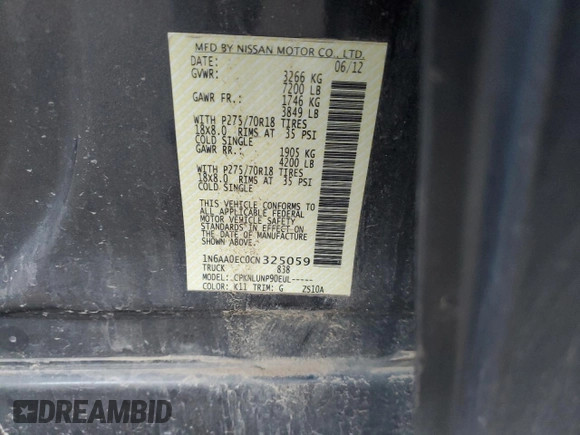 MFD BY NISSAN MOTOR CO., LTD.
DATE: 06/12
GVWR: 3266 KG
7200 LB
GAWR FR.: 1746 KG
3849 LB
WITH P275/70R18 TIRES
18X8.0 RIMS AT 35 PSI
COLD SINGLE
GAWR RR.: 1905 KG
4200 LB
WITH P275/70R18 TIRES
18X8.0 RIMS AT 35 PSI
COLD SINGLE
THIS VEHICLE CONFORMS TO
ALL APPLICABLE FEDERAL
MOTOR VEHICLE SAFETY
STANDARDS IN EFFECT ON
THE DATE OF MANUFACTURE
SHOWN ABOVE.
1N6AA0EC0CN325059
TRUCK 838
MODEL: CPKNLUNP90EUL-----
COLOR: K11 TRIM: G 2S10A
DREAMBID